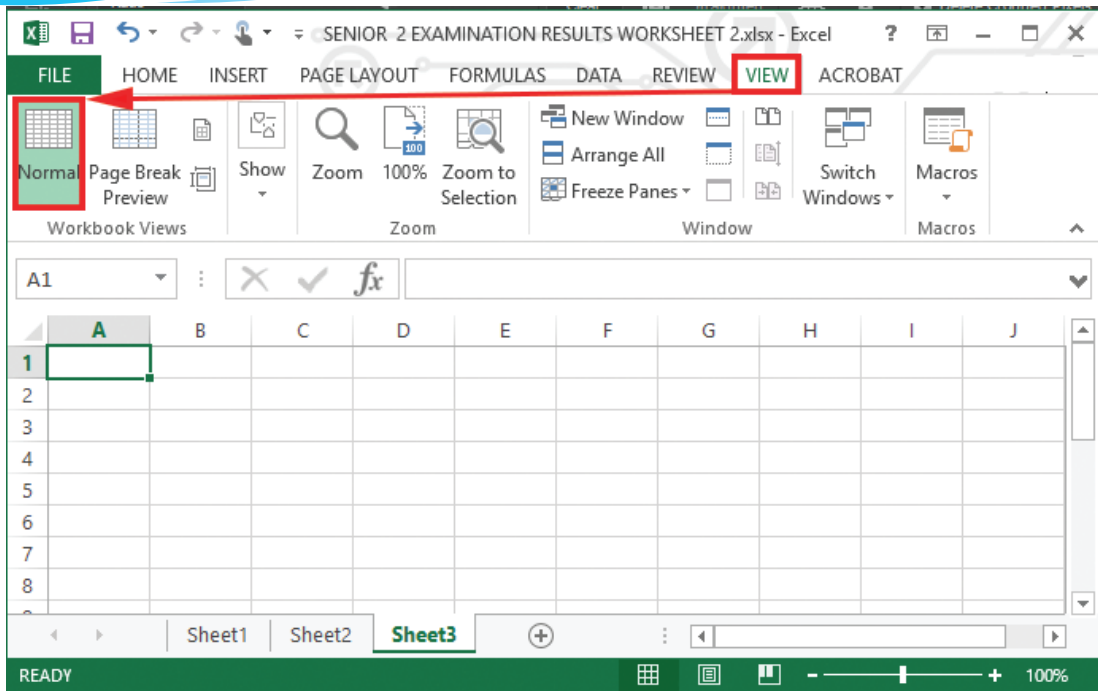 SENIOR 2 EXAMINATION RESULTS WORKSHEET 2.xlsx - Excel ?
FILE HOME INSERT PAGE LAYOUT FORMULAS DATA REVIEW VIEW ACROBAT
Normal
Page Break
Preview
Show
Zoom
100
100%
Zoom to
Selection
New Window
Arrange All
Freeze Panes
Switch
Windows
Macros
Workbook Views Zoom Window Macros
A1 fx
A B C D E F G H I J
1
2
3
4
5
6
7
8
Sheet1 Sheet2 Sheet3
READY 100%